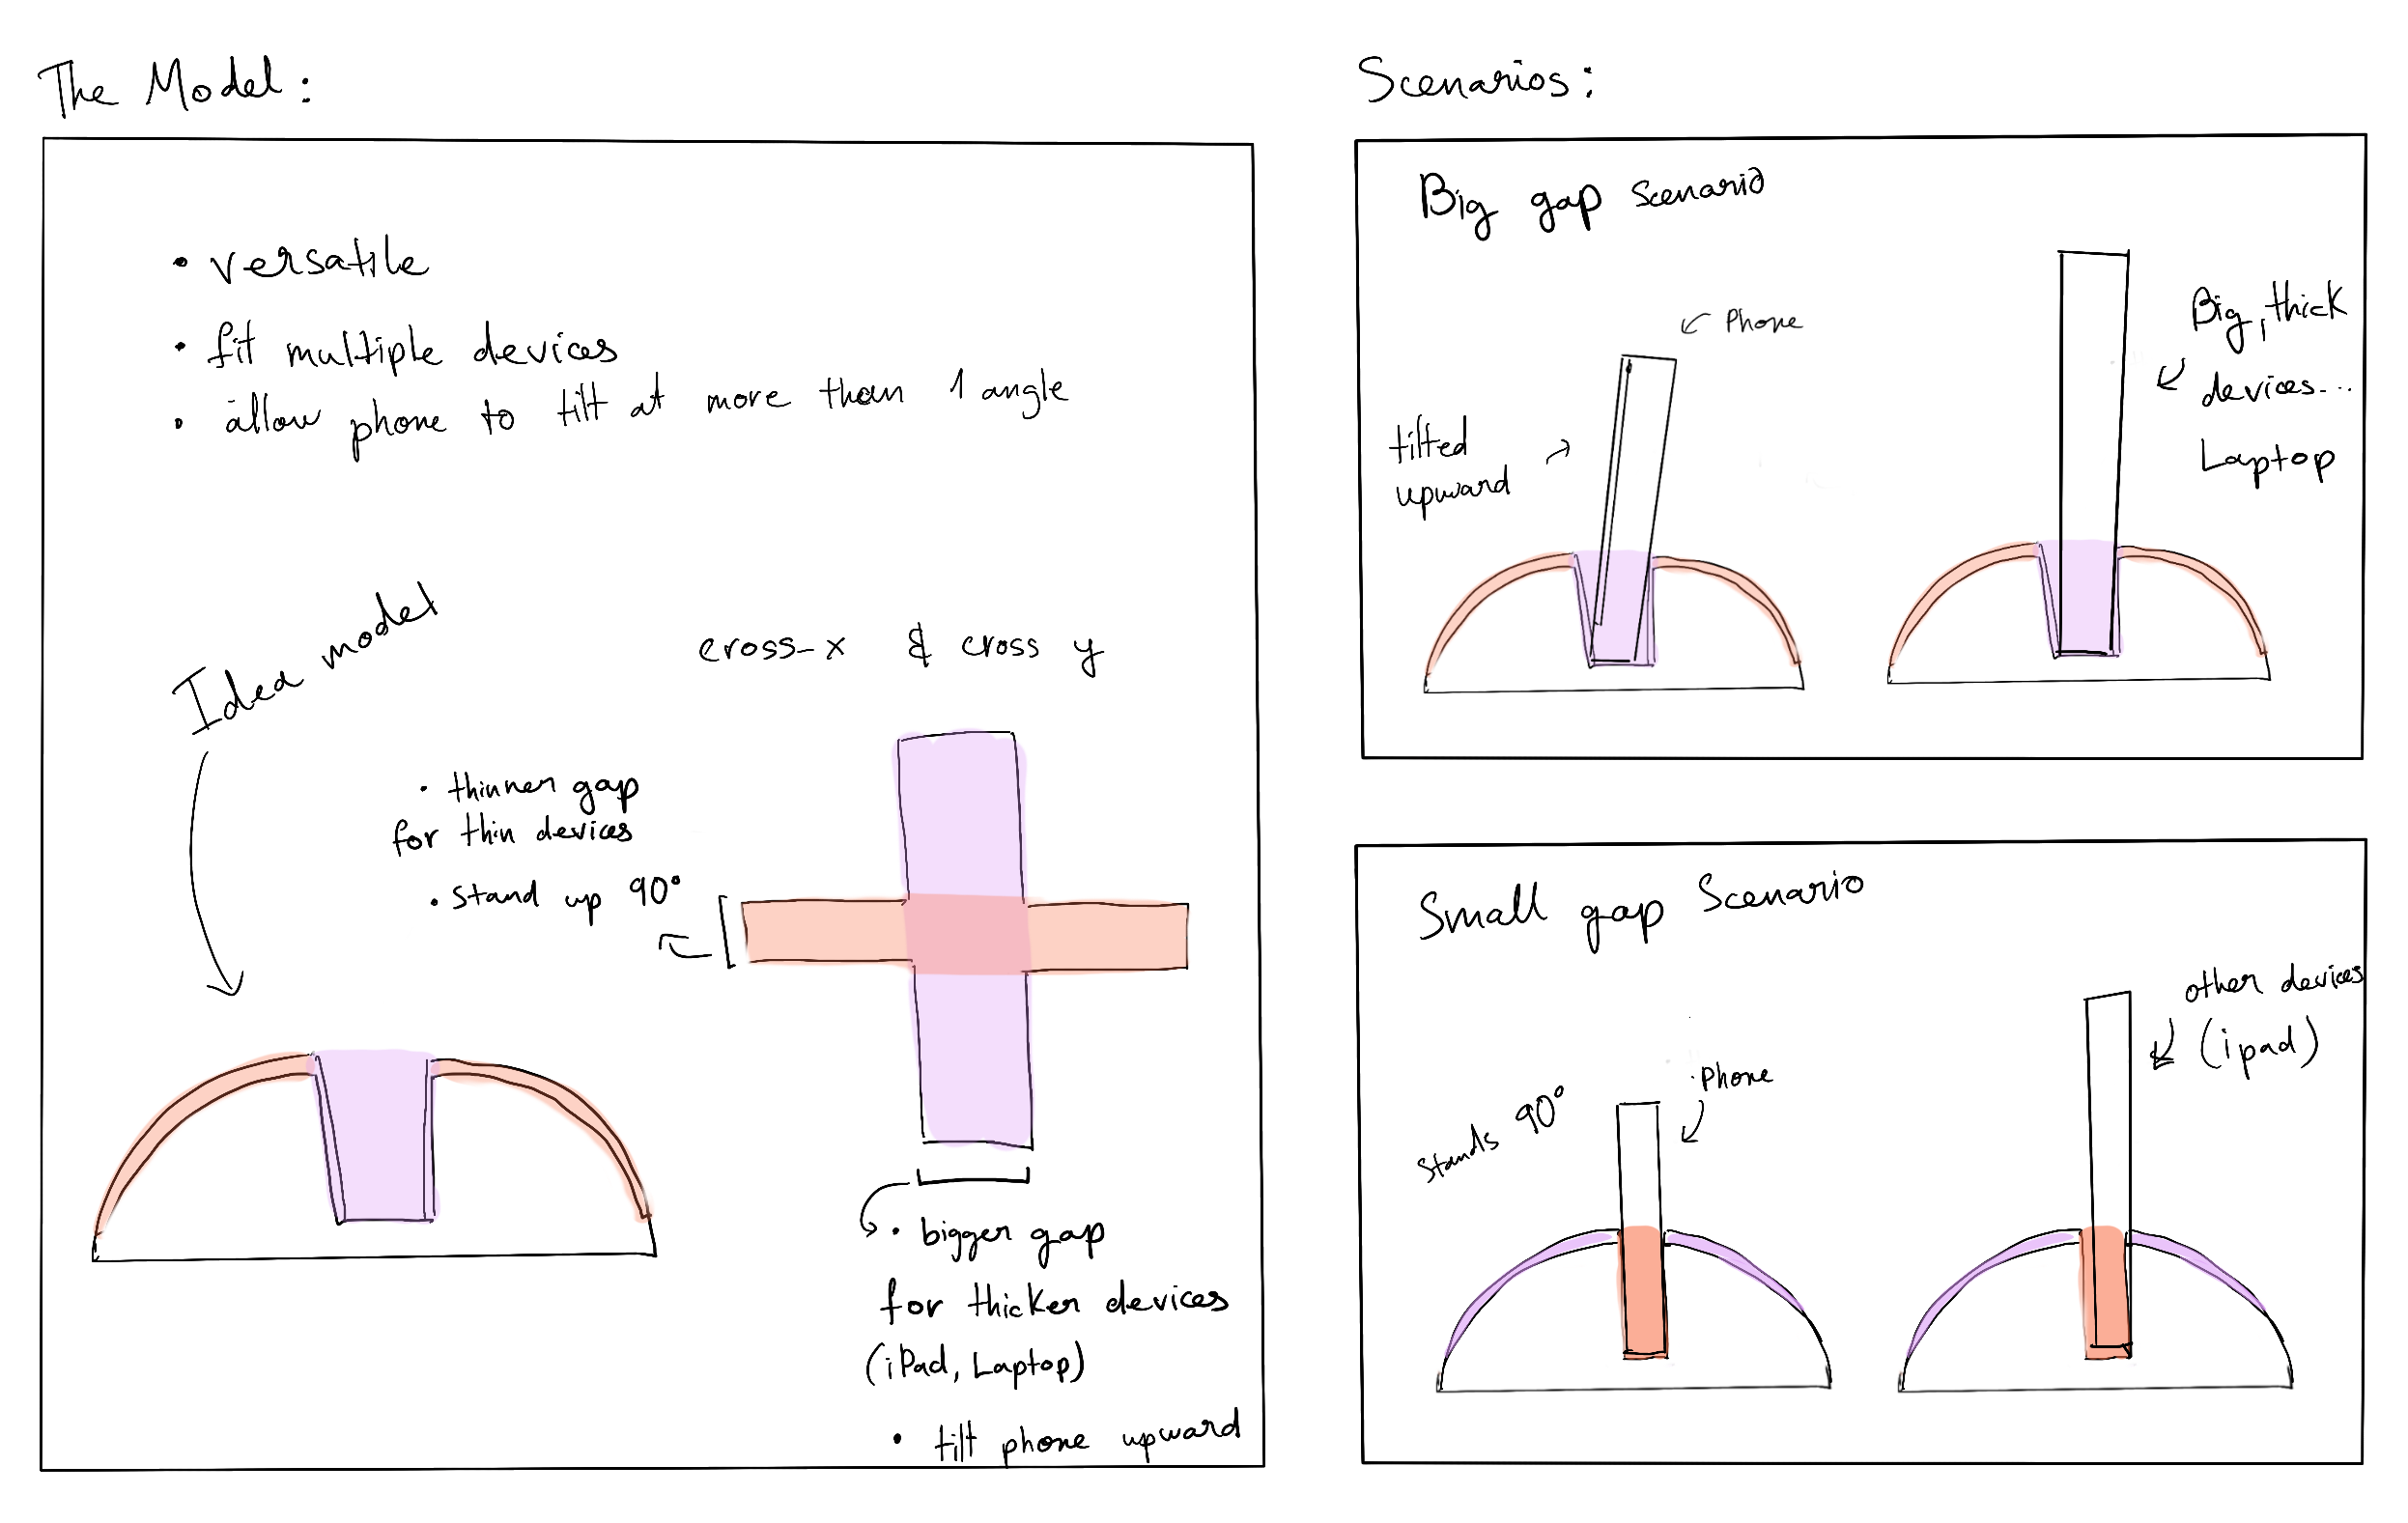 The Model:
• versatile
• fit multiple devices
• allow phone to tilt at more than 1 angle
Idea model
cross-x & cross y
• thinner gap
for thin devices
• stand up 90°
• bigger gap
for thicker devices
(iPad, Laptop)
• tilt phone upward
Scenarios:
Big gap scenario
Phone
tilted
upward
Big, thick
devices...
Laptop
Small gap Scenario
Stands 90°
Phone
other devices
(ipad)